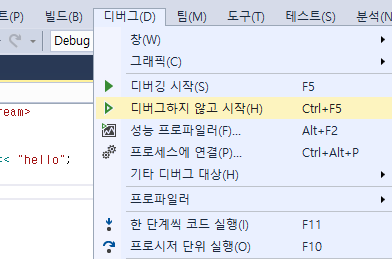 트(P) 빌드(B) 디버그(D) 팀(M) 도구(T) 테스트(S) 분석
Debug
창(W)
그래픽(C)
디버깅 시작(S) F5
ream>
디버그하지 않고 시작(H) Ctrl+F5
성능 프로파일러(F)... Alt+F2
<< "hello"; 프로세스에 연결(P)... Ctrl+Alt+P
기타 디버그 대상(H)
프로파일러
한 단계씩 코드 실행(I) F11
프로시저 단위 실행(O) F10